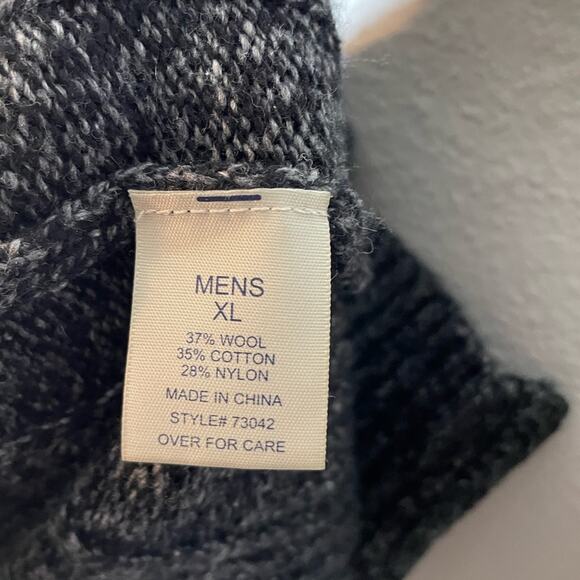 MENS
XL
37% WOOL
35% COTTON
28% NYLON
MADE IN CHINA
STYLE# 73042
OVER FOR CARE